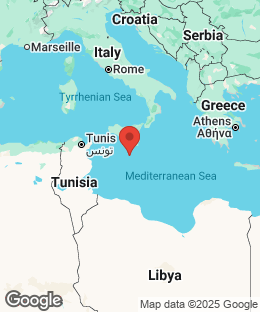 Croatia
Marseille
Serbia
Italy
Rome
Tyrrhenian Sea
Greece
Athens
Αθήνα
Tunis
تونس
Tunisia
Mediterranean Sea
Libya
Google
Map data ©2025 Google